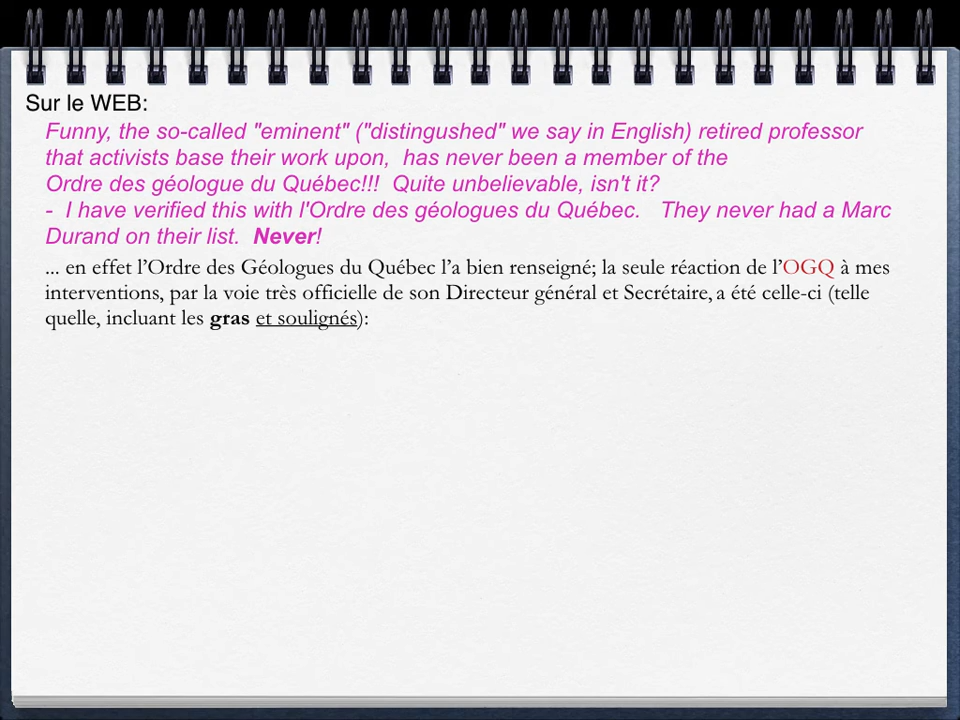 Sur le WEB:
Funny, the so-called "eminent" ("distingushed" we say in English) retired professor
that activists base their work upon,  has never been a member of the
Ordre des géologue du Québec!!!  Quite unbelievable, isn't it?
-  I have verified this with l'Ordre des géologues du Québec.   They never had a Marc
Durand on their list.  Never!
... en effet l’Ordre des Géologues du Québec l’a bien renseigné; la seule réaction de l’OGQ à mes
interventions, par la voie très officielle de son Directeur général et Secrétaire, a été celle-ci (telle
quelle, incluant les gras et soulignés):